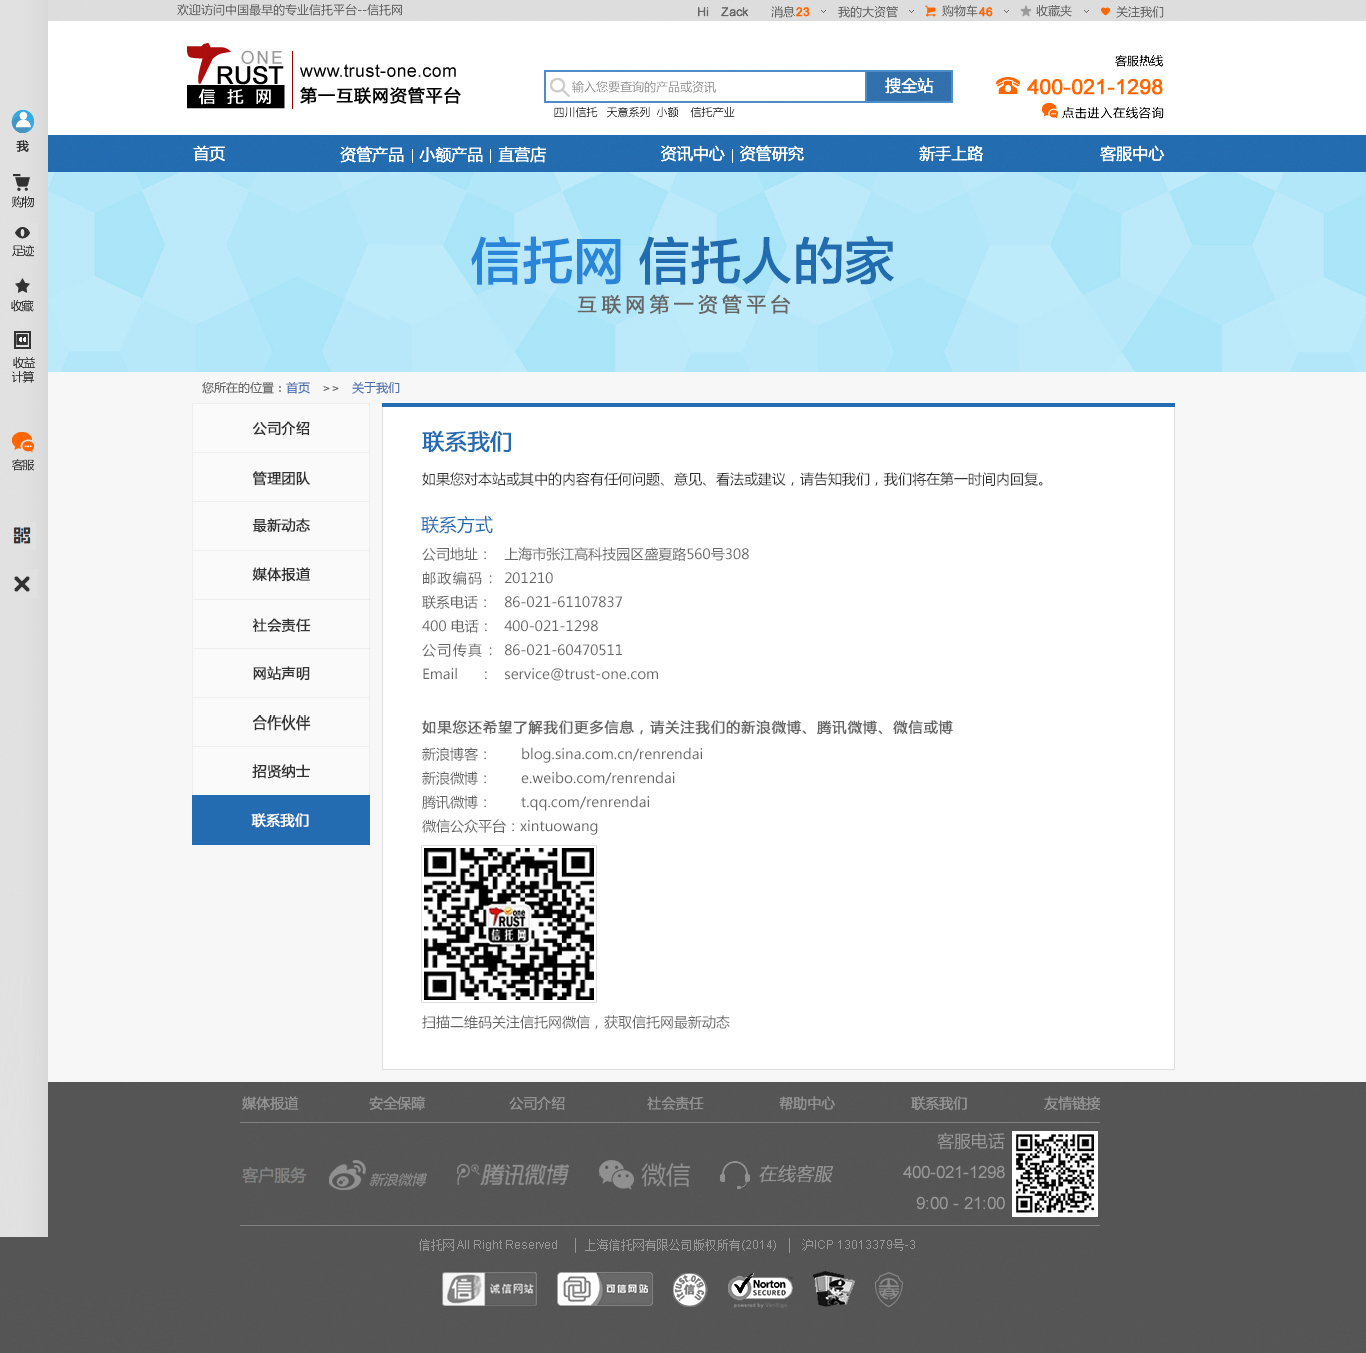 欢迎访问中国最早的专业信托平台--信托网
Hi Zack 消息23 我的大资管 购物车46 收藏夹 关注我们
ONE
TRUST
信托网
www.trust-one.com
第一互联网资管平台
输入您要查询的产品或资讯 搜全站
四川信托 天意系列 小额 信托产业
客服热线
400-021-1298
点击进入在线咨询
首页 资管产品 | 小额产品 | 直营店 资讯中心 | 资管研究 新手上路 客服中心
我
购物
足迹
收藏
收益
计算
客服
信托网 信托人的家
互联网第一资管平台
您所在的位置：首页 >> 关于我们
公司介绍
管理团队
最新动态
媒体报道
社会责任
网站声明
合作伙伴
招贤纳士
联系我们
联系我们
如果您对本站或其中的内容有任何问题、意见、看法或建议，请告知我们，我们将在第一时间内回复。
联系方式
公司地址： 上海市张江高科技园区盛夏路560号308
邮政编码： 201210
联系电话： 86-021-61107837
400 电话： 400-021-1298
公司传真： 86-021-60470511
Email ： service@trust-one.com
如果您还希望了解我们更多信息，请关注我们的新浪微博、腾讯微博、微信或博
新浪博客： blog.sina.com.cn/renrendai
新浪微博： e.weibo.com/renrendai
腾讯微博： t.qq.com/renrendai
微信公众平台：xintuowang
one
TRUST
信托网
扫描二维码关注信托网微信，获取信托网最新动态
媒体报道 安全保障 公司介绍 社会责任 帮助中心 联系我们 友情链接
客户服务 新浪微博 腾讯微博 微信 在线客服
客服电话
400-021-1298
9:00 - 21:00
信托网 All Right Reserved | 上海信托网有限公司版权所有(2014) | 沪ICP 13013379号-3
信 诚信网站 可信网站 信 Norton
SECURED
powered by VeriSign